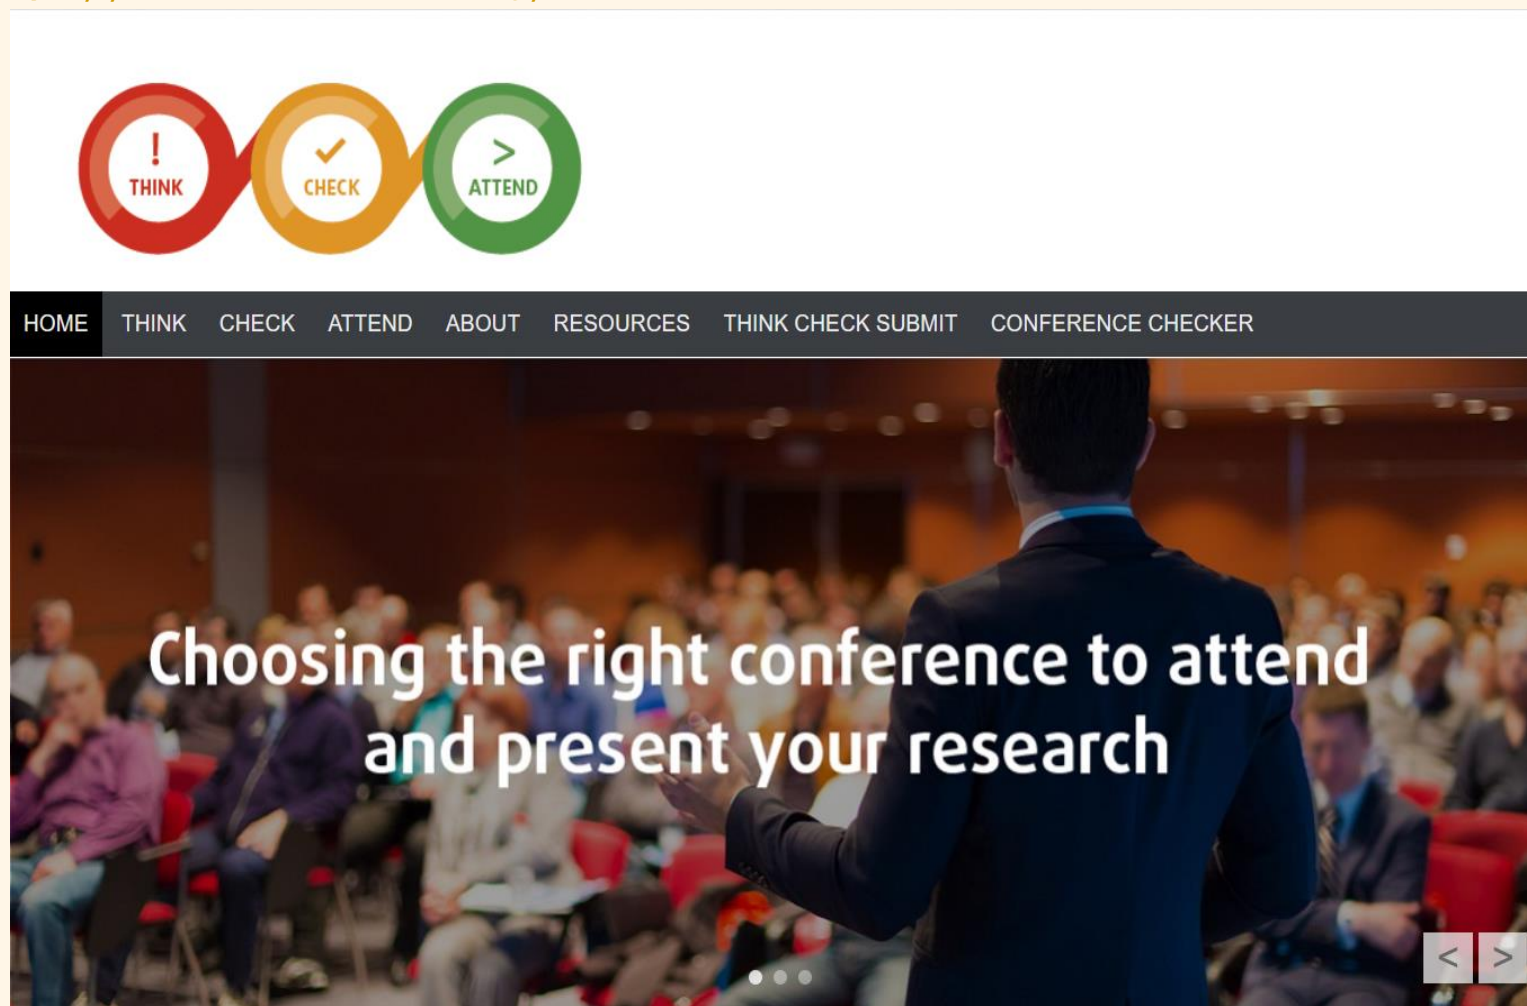 ! ✓ >
THINK CHECK ATTEND
HOME THINK CHECK ATTEND ABOUT RESOURCES THINK CHECK SUBMIT CONFERENCE CHECKER
Choosing the right conference to attend
and present your research
< >